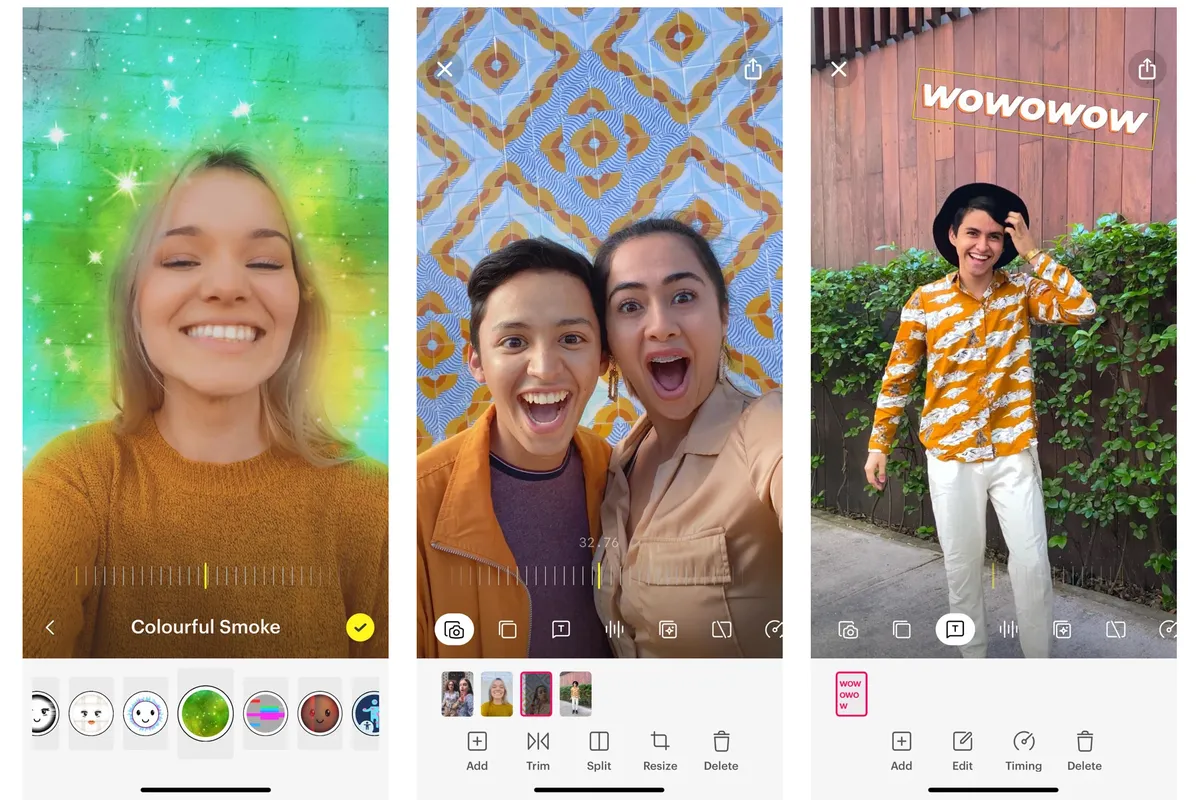 Colourful Smoke
32.76
Add
Trim
Split
Resize
Delete
wowowow
WOW
OWO
W
Add
Edit
Timing
Delete